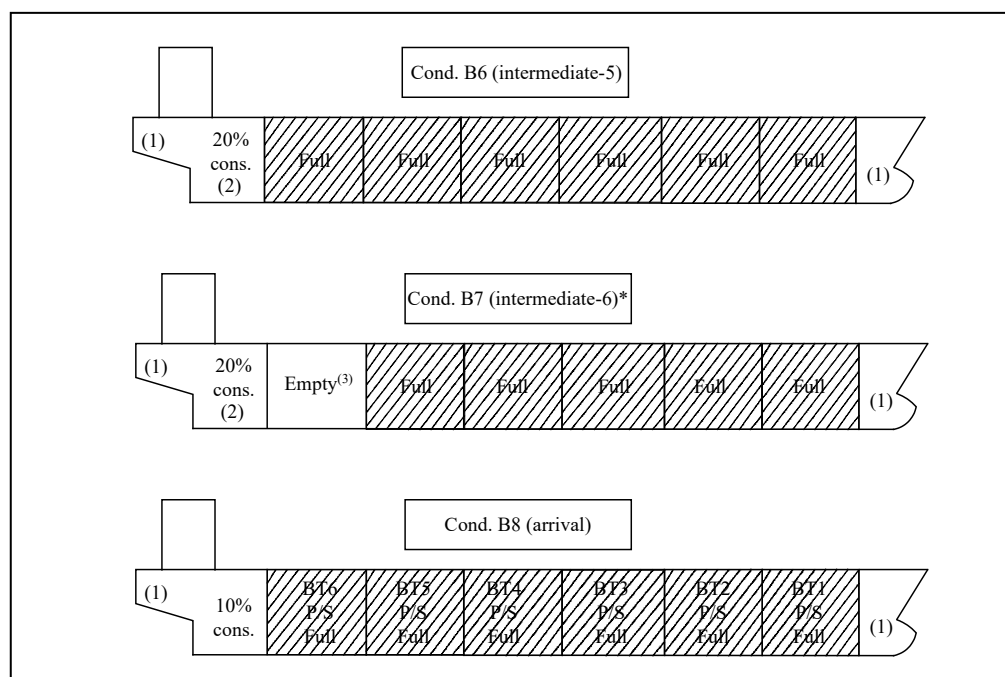 Cond. B6 (intermediate-5)
(1)
20%
cons.
(2)
Full
Full
Full
Full
Full
Full
(1)
Cond. B7 (intermediate-6)*
(1)
20%
cons.
(2)
Empty(3)
Full
Full
Full
Full
Full
(1)
Cond. B8 (arrival)
(1)
10%
cons.
BT6
P/S
Full
BT5
P/S
Full
BT4
P/S
Full
BT3
P/S
Full
BT2
P/S
Full
BT1
P/S
Full
(1)